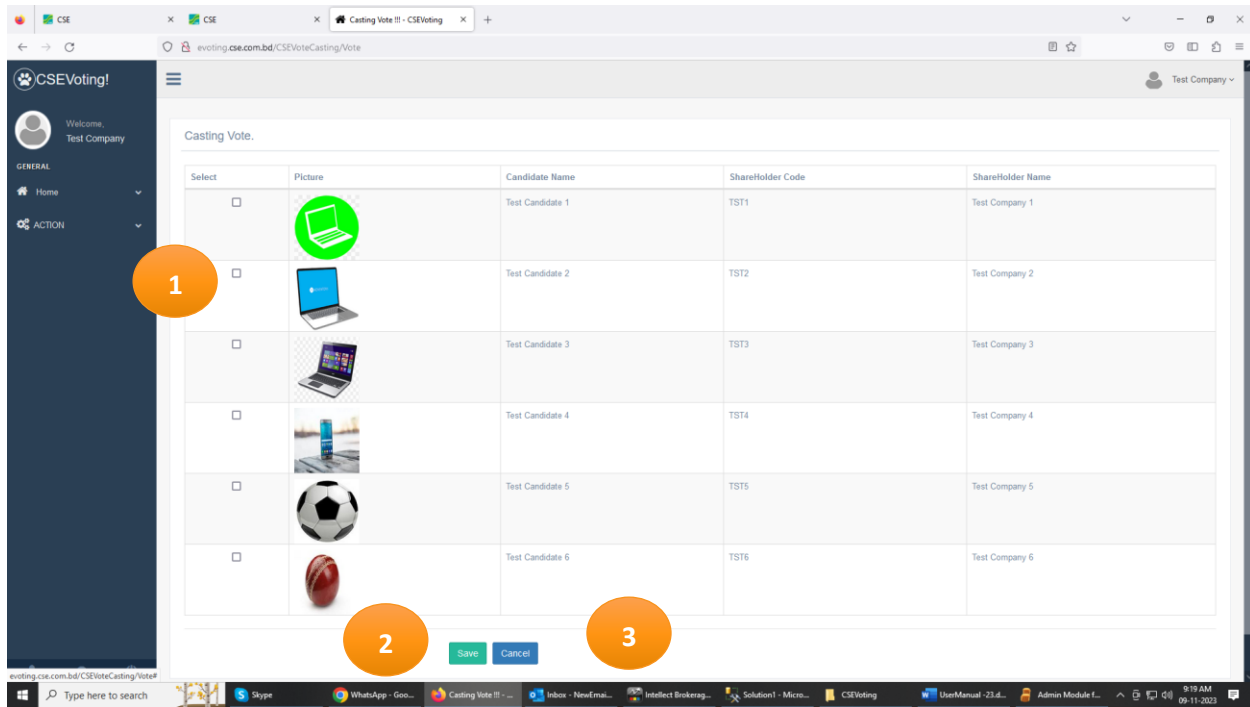 CSE
CSE
Casting Vote !!! - CSEVoting
evoting.cse.com.bd/CSEVoteCasting/Vote
CSEVoting!
Test Company
Welcome,
Test Company
GENERAL
Home
ACTION
Casting Vote.
Select Picture Candidate Name ShareHolder Code ShareHolder Name
Test Candidate 1 TST1 Test Company 1
1
Test Candidate 2 TST2 Test Company 2
Test Candidate 3 TST3 Test Company 3
Test Candidate 4 TST4 Test Company 4
Test Candidate 5 TST5 Test Company 5
Test Candidate 6 TST6 Test Company 6
2
3
Save Cancel
evoting.cse.com.bd/CSEVoteCasting/Vote#
Type here to search
Skype
WhatsApp - Goo...
Casting Vote !!! - ...
Inbox - NewEmai...
Intellect Brokerag...
Solution1 - Micro...
CSEVoting
UserManual -23.d...
Admin Module f...
9:19 AM
09-11-2023